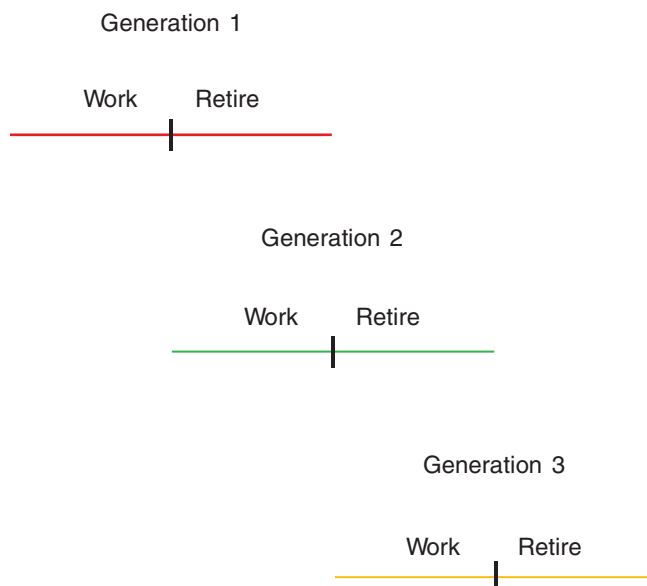 Generation 1
Work Retire
Generation 2
Work Retire
Generation 3
Work Retire